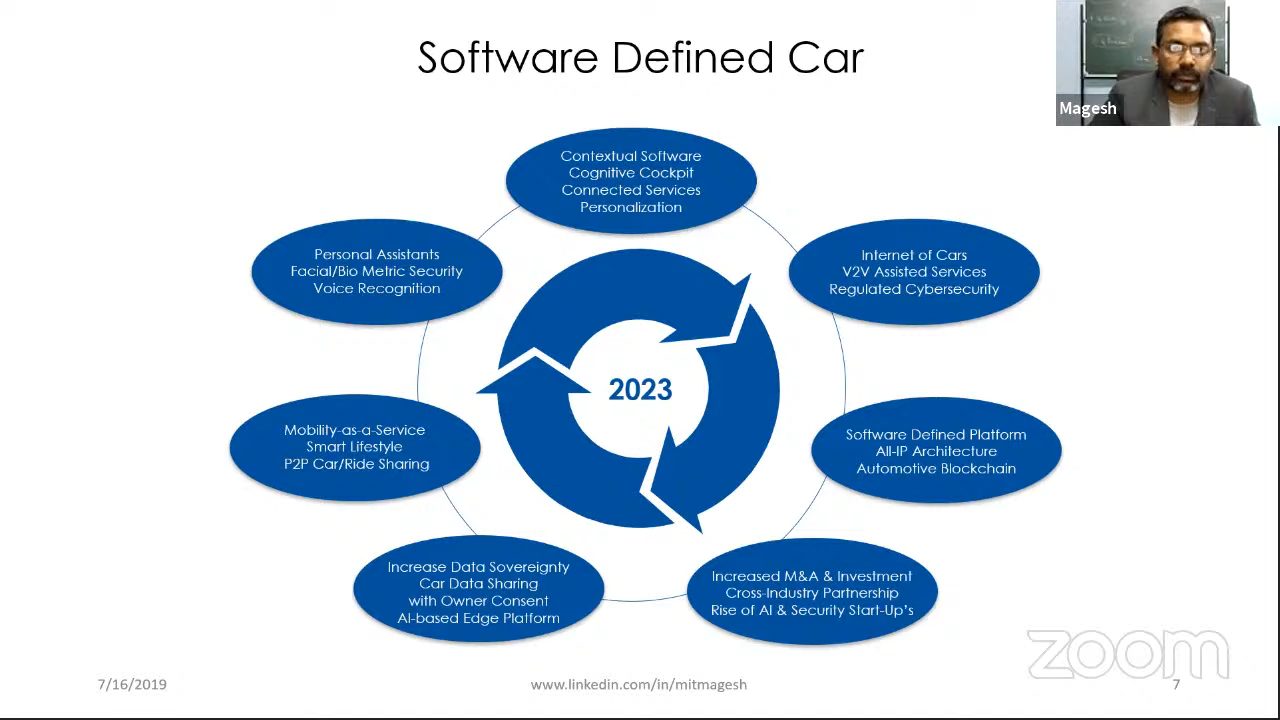 Software Defined Car
Magesh
Contextual Software
Cognitive Cockpit
Connected Services
Personalization
Internet of Cars
V2V Assisted Services
Regulated Cybersecurity
Software Defined Platform
All-IP Architecture
Automotive Blockchain
Increased M&A & Investment
Cross-Industry Partnership
Rise of AI & Security Start-Up's
Increase Data Sovereignty
Car Data Sharing
with Owner Consent
AI-based Edge Platform
Mobility-as-a-Service
Smart Lifestyle
P2P Car/Ride Sharing
Personal Assistants
Facial/Bio Metric Security
Voice Recognition
2023
zoom
7/16/2019
www.linkedin.com/in/mitmagesh
7